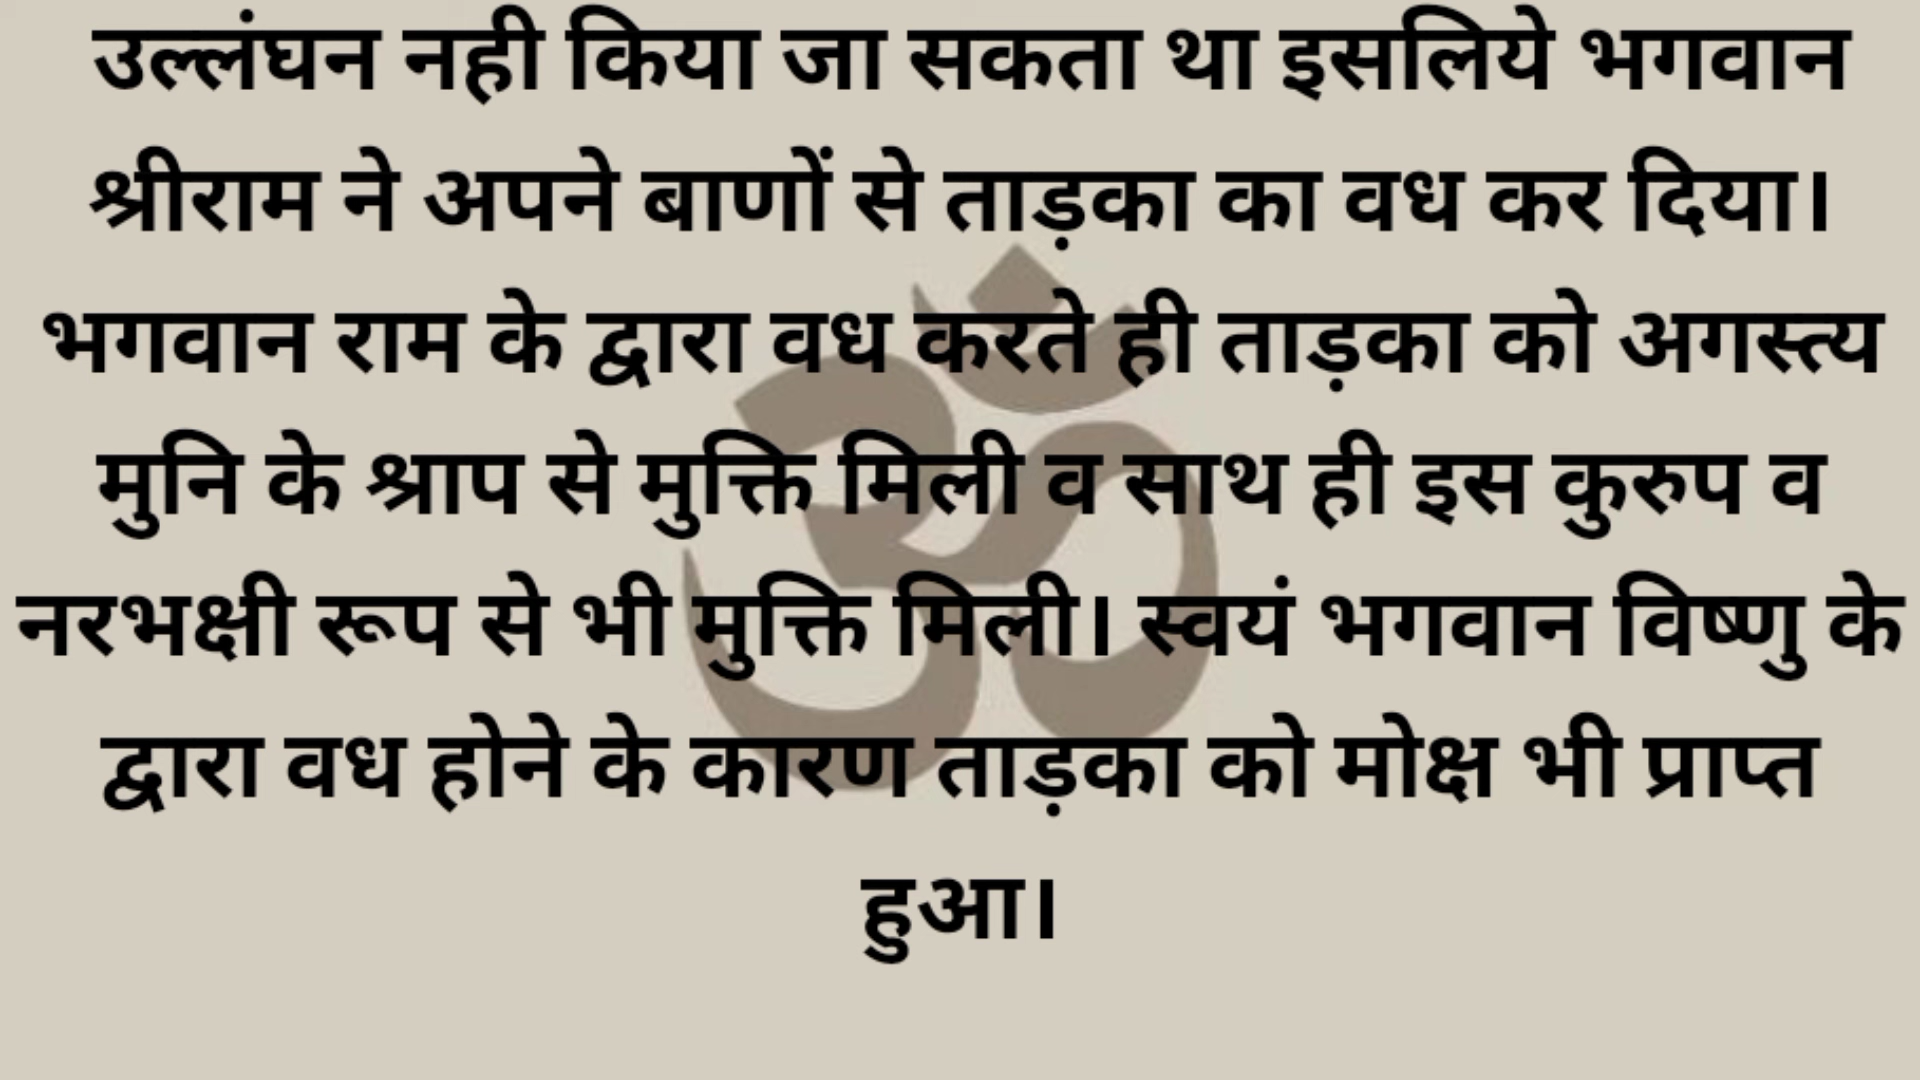 उल्लंघन नही किया जा सकता था इसलिये भगवान
श्रीराम ने अपने बाणों से ताड़का का वध कर दिया।
भगवान राम के द्वारा वध करते ही ताड़का को अगस्त्य
मुनि के श्राप से मुक्ति मिली व साथ ही इस कुरुप व
नरभक्षी रूप से भी मुक्ति मिली। स्वयं भगवान विष्णु के
द्वारा वध होने के कारण ताड़का को मोक्ष भी प्राप्त
हुआ।